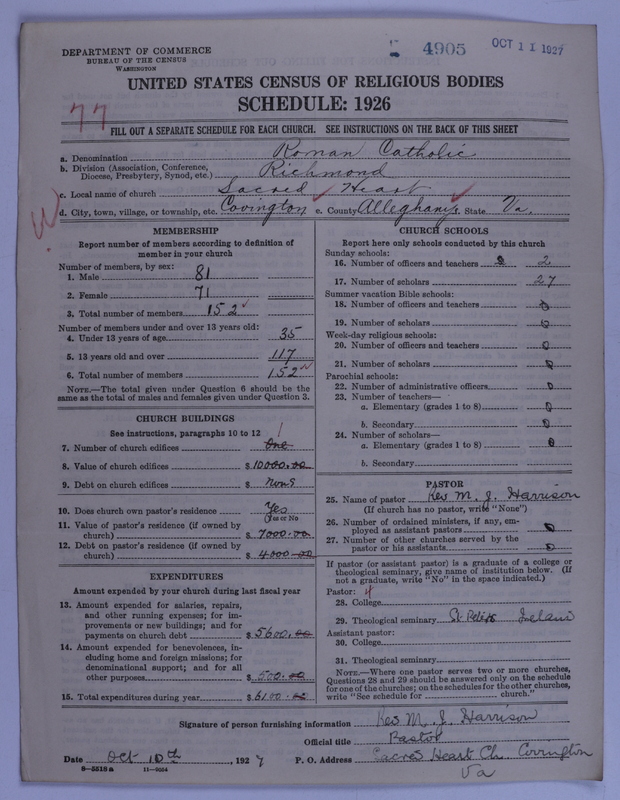 DEPARTMENT OF COMMERCE
BUREAU OF THE CENSUS
WASHINGTON
4905
OCT 11 1927
UNITED STATES CENSUS OF RELIGIOUS BODIES
SCHEDULE: 1926
77
FILL OUT A SEPARATE SCHEDULE FOR EACH CHURCH. SEE INSTRUCTIONS ON THE BACK OF THIS SHEET
a. Denomination Roman Catholic
b. Division (Association, Conference, Diocese, Presbytery, Synod, etc.) Richmond
c. Local name of church Sacred Heart
d. City, town, village, or township, etc. Covington e. County Alleghany f. State Va.
MEMBERSHIP
Report number of members according to definition of
member in your church
Number of members, by sex:
1. Male 81
2. Female 71
3. Total number of members 152
Number of members under and over 13 years old:
4. Under 13 years of age 35
5. 13 years old and over 117
6. Total number of members 152
NOTE.—The total given under Question 6 should be the
same as the total of males and females given under Question 3.
CHURCH BUILDINGS
See instructions, paragraphs 10 to 12
7. Number of church edifices One 1
8. Value of church edifices $ 10000.00
9. Debt on church edifices $ None
10. Does church own pastor's residence Yes
(Yes or No
11. Value of pastor's residence (if owned by
church) $ 7000.00
12. Debt on pastor's residence (if owned by
church) $ 4000.00
EXPENDITURES
Amount expended by your church during last fiscal year
13. Amount expended for salaries, repairs,
and other running expenses; for im-
provements or new buildings; and for
payments on church debt $ 5600.00
14. Amount expended for benevolences, in-
cluding home and foreign missions; for
denominational support; and for all
other purposes $ 500.00
15. Total expenditures during year $ 6100.00
CHURCH SCHOOLS
Report here only schools conducted by this church
Sunday schools:
16. Number of officers and teachers 2
17. Number of scholars 27
Summer vacation Bible schools:
18. Number of officers and teachers 0
19. Number of scholars 0
Week-day religious schools:
20. Number of officers and teachers 0
21. Number of scholars 0
Parochial schools:
22. Number of administrative officers 0
23. Number of teachers—
a. Elementary (grades 1 to 8) 0
b. Secondary 0
24. Number of scholars—
a. Elementary (grades 1 to 8) 0
b. Secondary
PASTOR
25. Name of pastor Rev M. J. Harrison
(If church has no pastor, write "None")
26. Number of ordained ministers, if any, em-
ployed as assistant pastors 0
27. Number of other churches served by the
pastor or his assistants 0
If pastor (or assistant pastor) is a graduate of a college or
theological seminary, give name of institution below. (If
not a graduate, write "No" in the space indicated.)
Pastor: 4
28. College
29. Theological seminary St Peters
Assistant pastor:
30. College
31. Theological seminary
NOTE.—Where one pastor serves two or more churches,
Questions 28 and 29 should be answered only on the schedule
for one of the churches; on the schedules for the other churches,
write "See schedule for church."
Signature of person furnishing information Rev M. J. Harrison
Official title Pastor
Date Oct 10th, 1927 P. O. Address Sacred Heart Ch. Covington
Va
8—5518a 11—9064